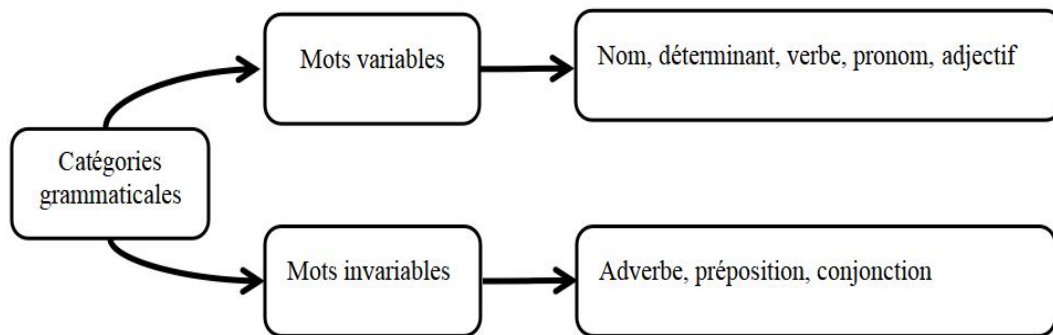 Mots variables
Nom, déterminant, verbe, pronom, adjectif
Catégories
grammaticales
Mots invariables
Adverbe, préposition, conjonction